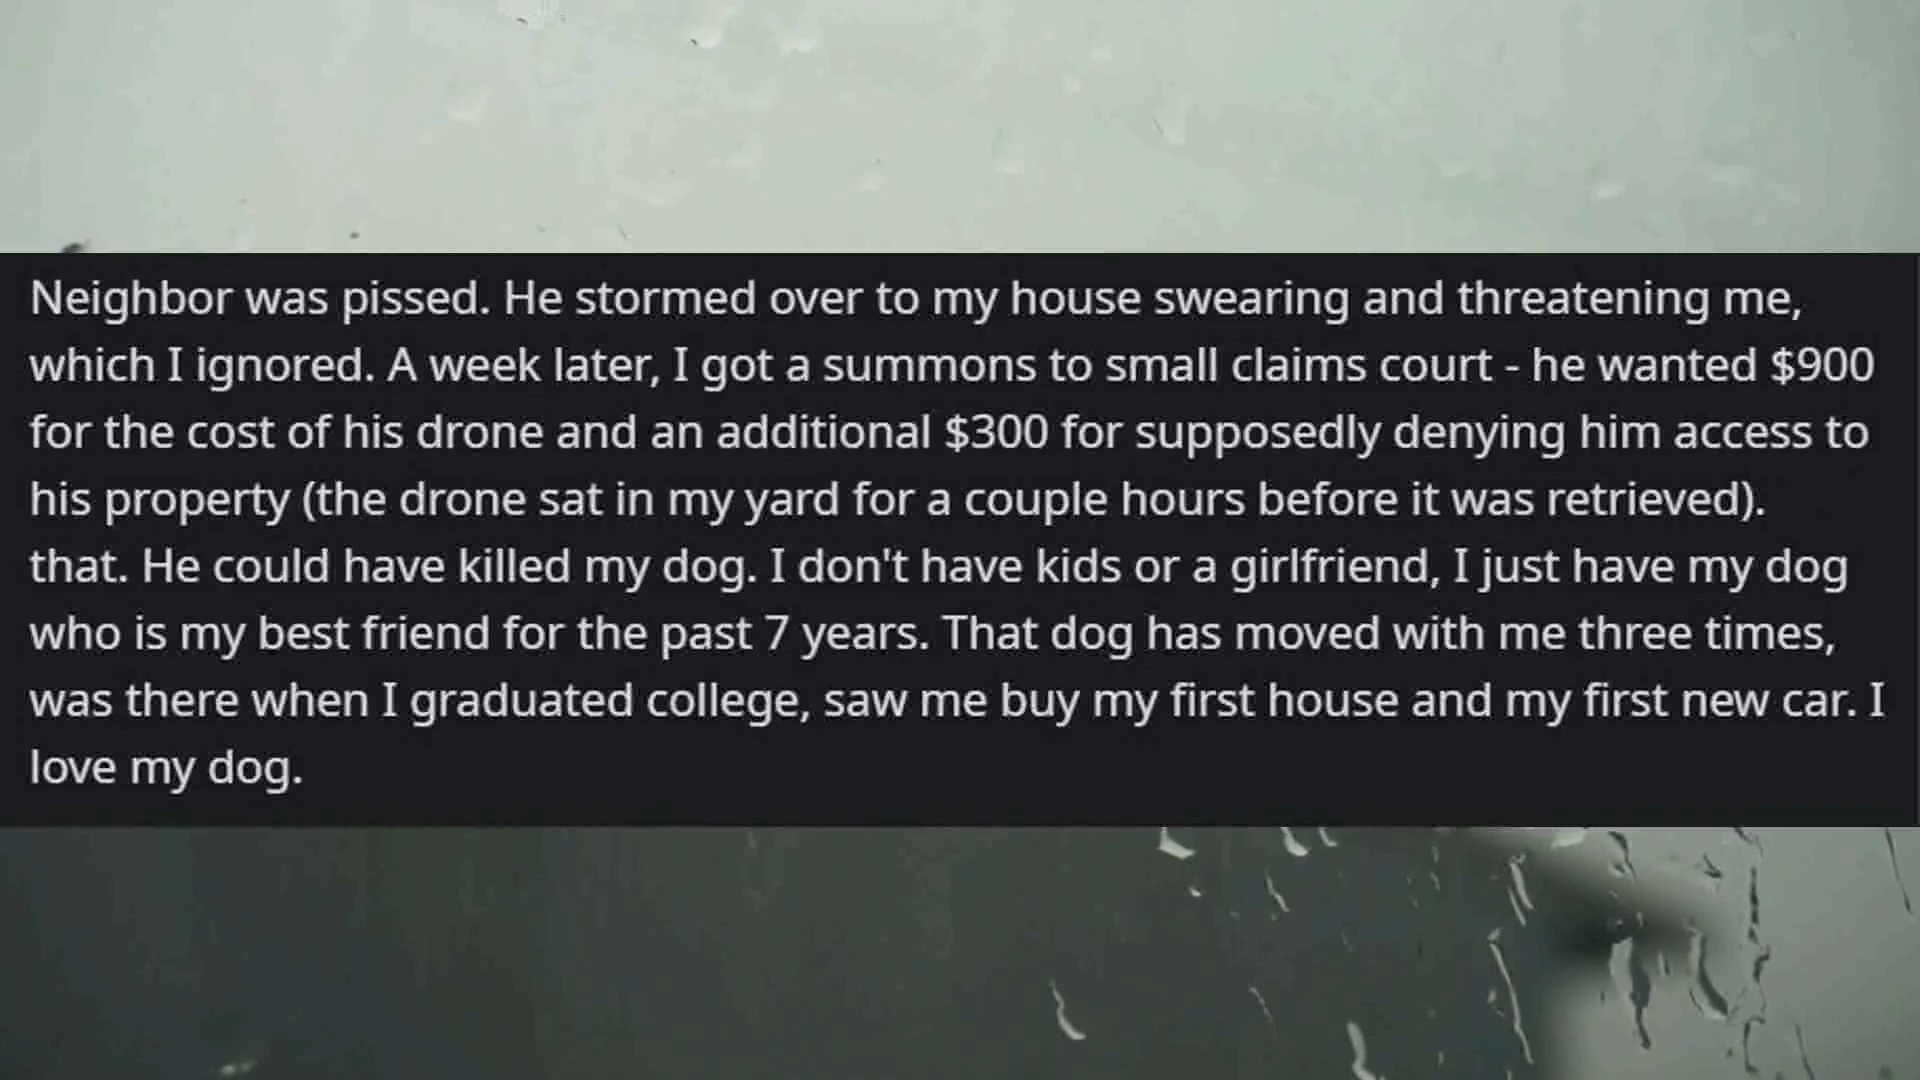 Neighbor was pissed. He stormed over to my house swearing and threatening me,
which I ignored. A week later, I got a summons to small claims court - he wanted $900
for the cost of his drone and an additional $300 for supposedly denying him access to
his property (the drone sat in my yard for a couple hours before it was retrieved).
that. He could have killed my dog. I don't have kids or a girlfriend, I just have my dog
who is my best friend for the past 7 years. That dog has moved with me three times,
was there when I graduated college, saw me buy my first house and my first new car. I
love my dog.